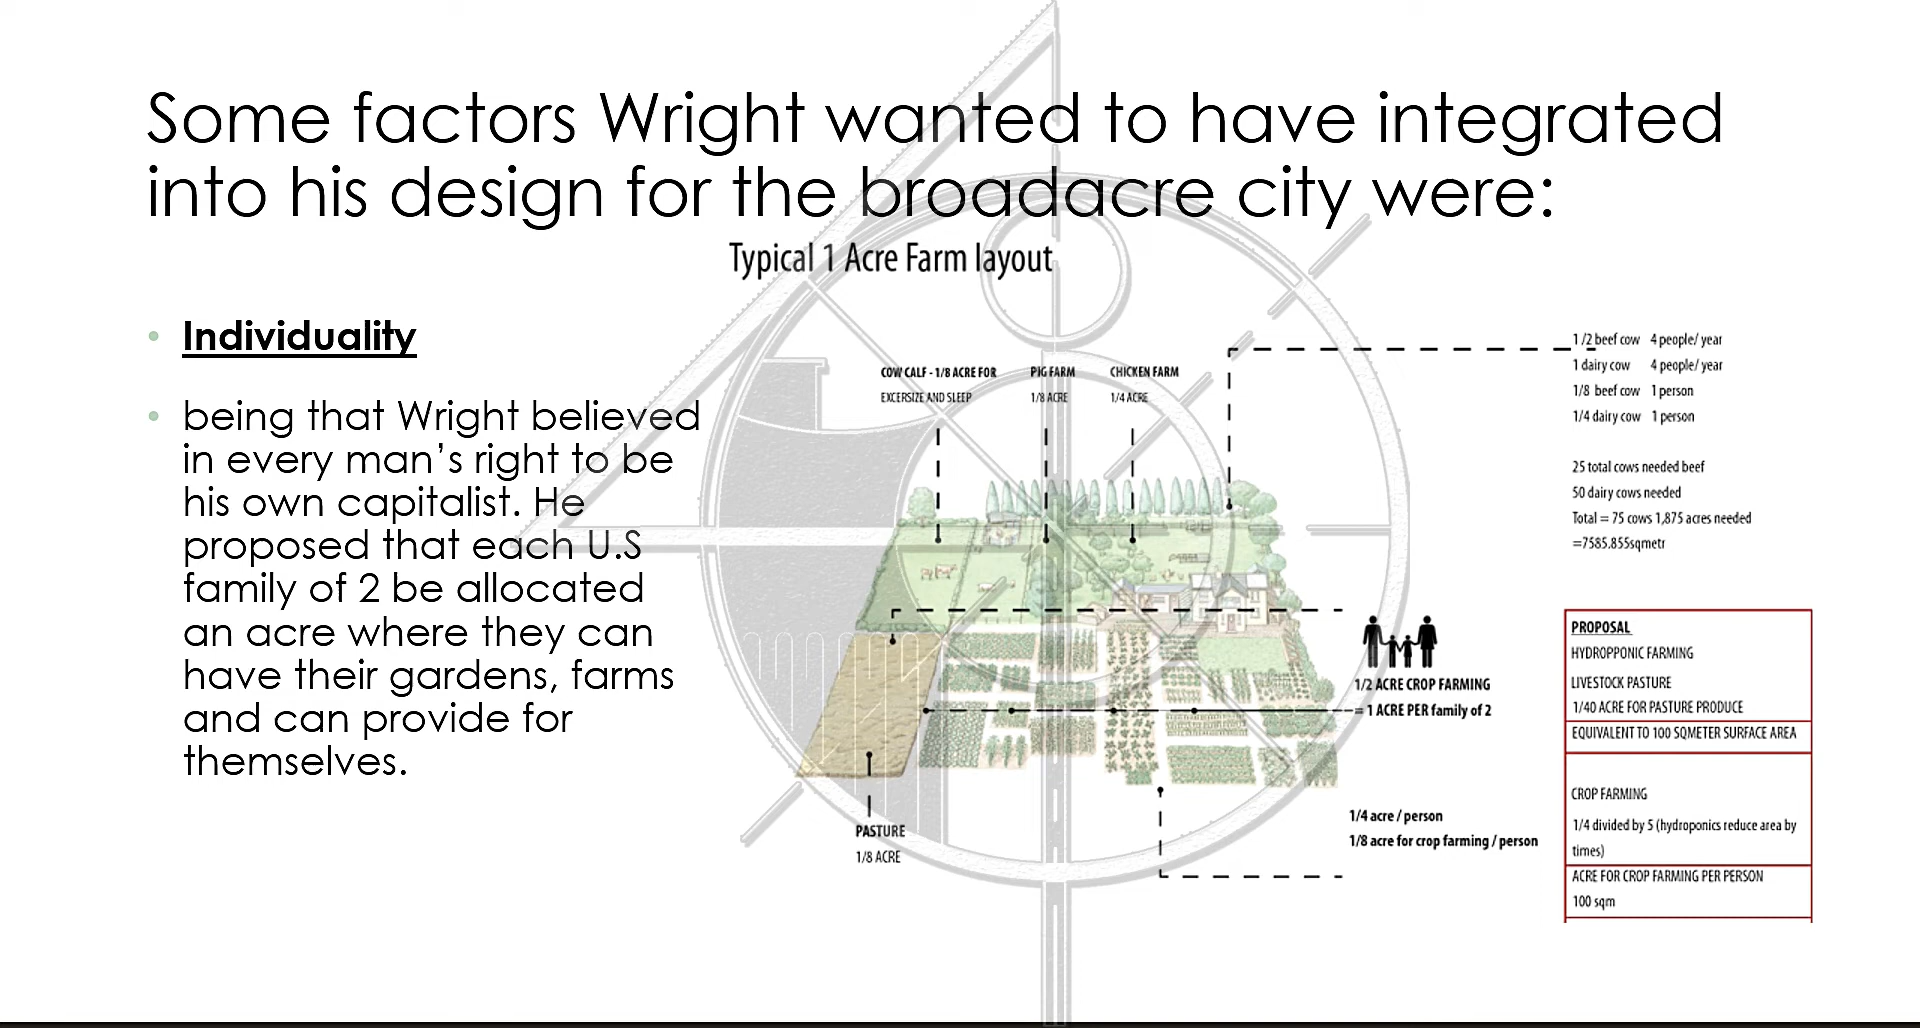 Some factors Wright wanted to have integrated
into his design for the broadacre city were:
Typical 1 Acre Farm layout
Individuality
being that Wright believed
in every man's right to be
his own capitalist. He
proposed that each U.S
family of 2 be allocated
an acre where they can
have their gardens, farms
and can provide for
themselves.
COW CALF - 1/8 ACRE FOR
EXCERSIZE AND SLEEP
PIG FARM
1/8 ACRE
CHICKEN FARM
1/4 ACRE
1/2 beef cow 4 people/ year
1 dairy cow 4 people/ year
1/8 beef cow 1 person
1/4 dairy cow 1 person
25 total cows needed beef
50 dairy cows needed
Total = 75 cows 1,875 acres needed
=7585.855sqmetr
1/2 ACRE CROP FARMING
= 1 ACRE PER family of 2
PASTURE
1/8 ACRE
1/4 acre / person
1/8 acre for crop farming / person
PROPOSAL
HYDROPPONIC FARMING
LIVESTOCK PASTURE
1/40 ACRE FOR PASTURE PRODUCE
EQUIVALENT TO 100 SQMETER SURFACE AREA
CROP FARMING
1/4 divided by 5 (hydroponics reduce area by
times)
ACRE FOR CROP FARMING PER PERSON
100 sqm